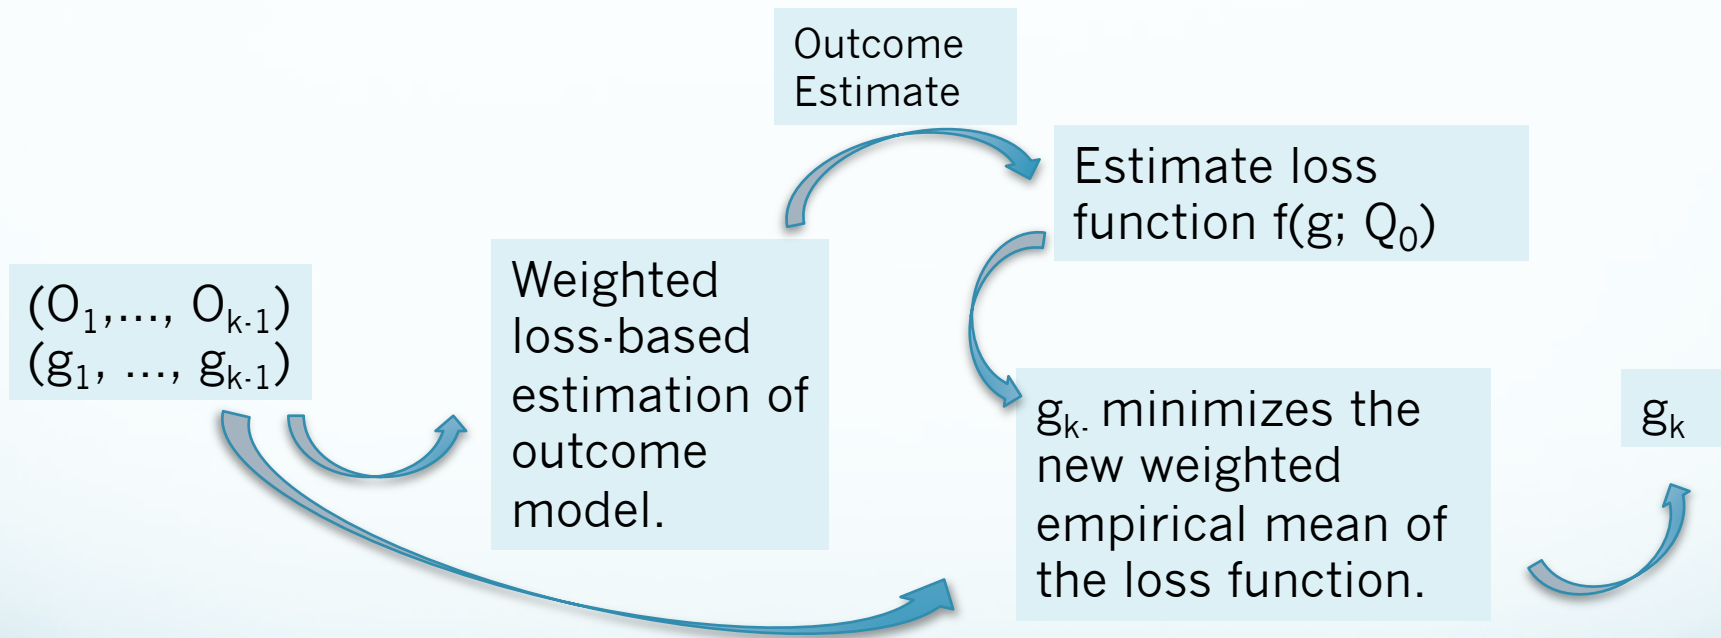 Outcome
Estimate
Estimate loss
function f(g; Q₀)
(O₁,..., Oₖ₋₁)
(g₁, ..., gₖ₋₁)
Weighted
loss-based
estimation of
outcome
model.
gₖ₋ minimizes the
new weighted
empirical mean of
the loss function.
gₖ